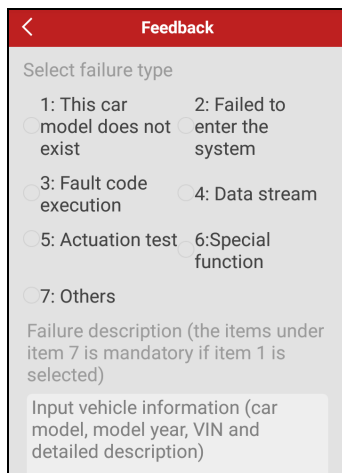 Feedback
Select failure type
1: This car
model does not
exist
2: Failed to
enter the
system
3: Fault code
execution
4: Data stream
5: Actuation test
6:Special
function
7: Others
Failure description (the items under
item 7 is mandatory if item 1 is
selected)
Input vehicle information (car
model, model year, VIN and
detailed description)